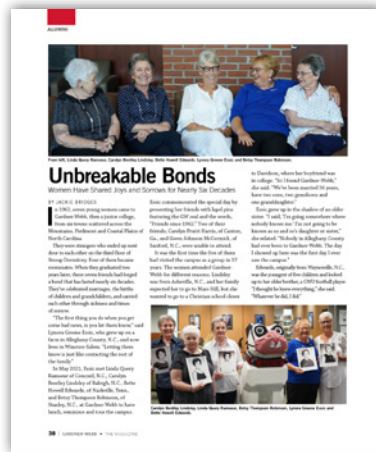 ALUMNI
From left, Linda Query Ramseur, Carolyn Bentley Lindsley, Bette Howell Edwards, Lynora Greene Essic and Betsy Thompson Robinson.
Unbreakable Bonds
Women Have Shared Joys and Sorrows for Nearly Six Decades
BY JACKIE BRIDGES
In 1962, seven young women came to
Gardner-Webb, then a junior college,
from six towns scattered across the
Mountains, Piedmont and Coastal Plains of
North Carolina.
They were strangers who ended up next
door to each other on the third floor of
Stroup Dormitory. Four of them became
roommates. When they graduated two
years later, these seven friends had forged
a bond that has lasted nearly six decades.
They've celebrated marriages, the births
of children and grandchildren, and carried
each other through sickness and times
of sorrow.
"The first thing you do when you get
some bad news, is you let them know," said
Lynora Greene Essic, who grew up on a
farm in Alleghany County, N.C., and now
lives in Winston-Salem. "Letting them
know is just like contacting the rest of
the family."
In May 2021, Essic met Linda Query
Ramseur of Concord, N.C., Carolyn
Bentley Lindsley of Raleigh, N.C., Bette
Howell Edwards, of Nashville, Tenn.,
and Betsy Thompson Robinson, of
Stanley, N.C., at Gardner-Webb to have
lunch, reminisce and tour the campus.
Essic commemorated the special day by
presenting her friends with lapel pins
featuring the GW seal and the words,
"Friends since 1962." Two of their
friends, Carolyn Pruett Harris, of Canton,
Ga., and Gwen Johnson McCormick, of
Sanford, N.C., were unable to attend.
It was the first time the five of them
had visited the campus as a group in 57
years. The women attended Gardner-
Webb for different reasons. Lindsley
was from Asheville, N.C., and her family
expected her to go to Mars Hill, but she
wanted to go to a Christian school closer
to Davidson, where her boyfriend was
in college. "So I found Gardner-Webb,"
she said. "We've been married 56 years,
have two sons, two grandsons and
one granddaughter."
Essic grew up in the shadow of an older
sister. "I said, 'I'm going somewhere where
nobody knows me. I'm not going to be
known as so and so's daughter or sister,'"
she related. "Nobody in Alleghany County
had ever been to Gardner-Webb. The day
I showed up here was the first day I ever
saw the campus."
Edwards, originally from Waynesville, N.C.,
was the youngest of five children and looked
up to her older brother, a GWU football player.
"I thought he knew everything," she said.
"Whatever he did, I did."
Carolyn Bentley Lindsley, Linda Query Ramseur, Betsy Thompson Robinson, Lynora Greene Essic and
Bette Howell Edwards.
38 | GARDNER-WEBB • THE MAGAZINE